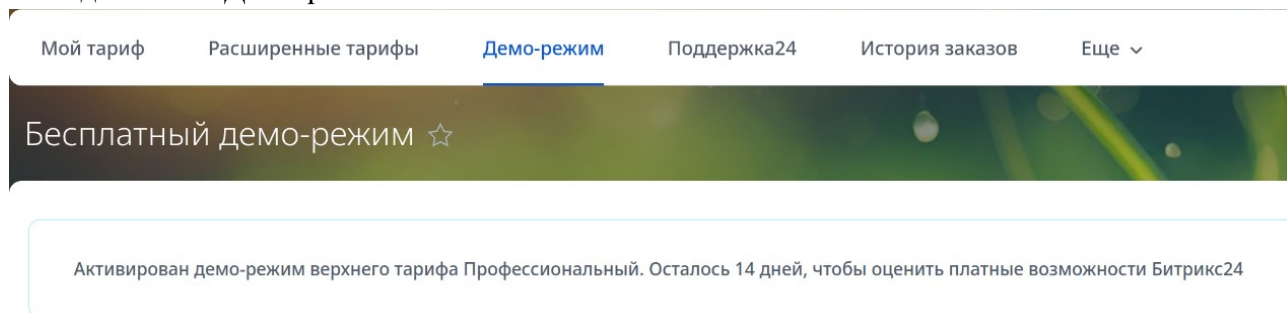 Мой тариф Расширенные тарифы Демо-режим Поддержка24 История заказов Еще
Бесплатный демо-режим
Активирован демо-режим верхнего тарифа Профессиональный. Осталось 14 дней, чтобы оценить платные возможности Битрикс24